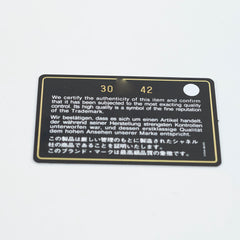 30 42
We certify the authenticity of this item and confirm
that it has been subjected to the most exacting quality
control. Its high quality is a symbol of the fine reputation
of the Trademark.
Wir bestätigen, dass es sich um einen Artikel handelt,
der während seiner Herstellung strengsten Kontrollen
unterworfen war, und dessen erstklassige Qualität
dem hohen Ansehen unserer Marke entspricht.
この製品は厳しい管理のもとに製造されたシャネル
社の商品であることを証明いたします。
このブランド・マークは最高級品質の象徴です。